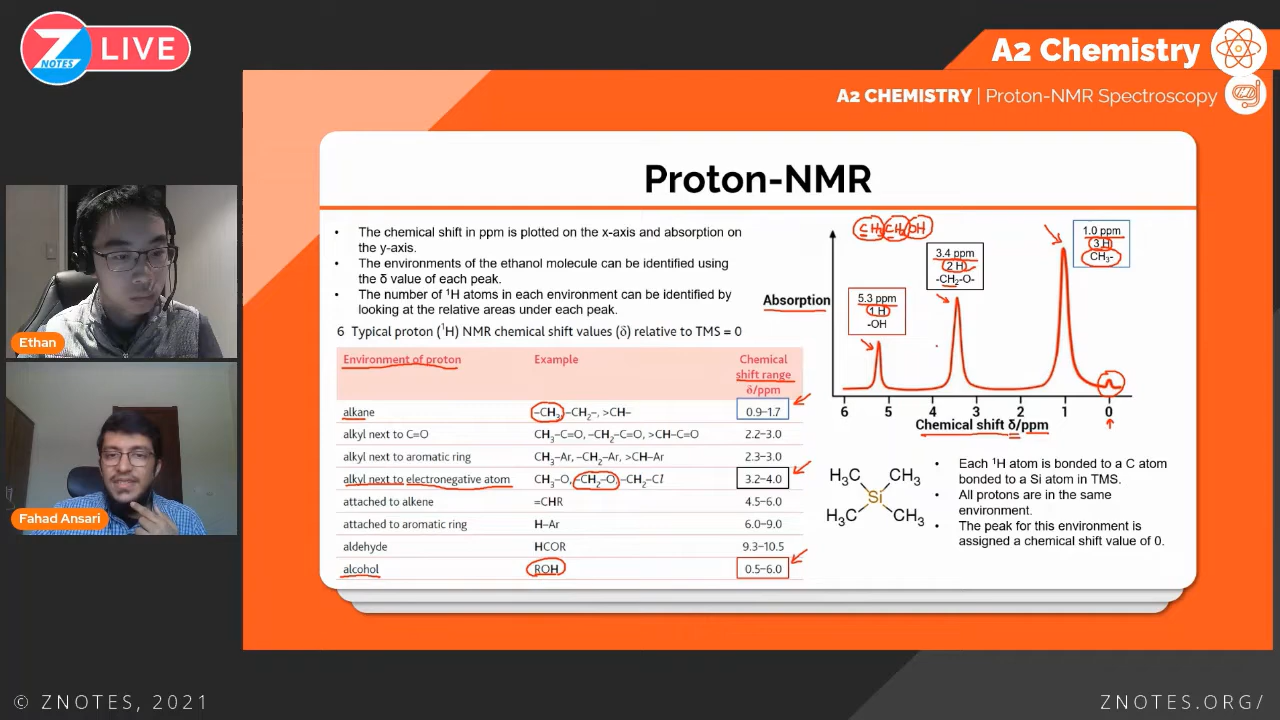 Z NOTES LIVE
A2 Chemistry
A2 CHEMISTRY | Proton-NMR Spectroscopy
Proton-NMR
• The chemical shift in ppm is plotted on the x-axis and absorption on
the y-axis.
• The environments of the ethanol molecule can be identified using
the δ value of each peak.
• The number of ¹H atoms in each environment can be identified by
looking at the relative areas under each peak.
6 Typical proton (¹H) NMR chemical shift values (δ) relative to TMS = 0
Environment of proton Example Chemical
shift range
δ/ppm
alkane –CH₃, –CH₂–, >CH– 0.9–1.7
alkyl next to C=O CH₃–C=O, –CH₂–C=O, >CH–C=O 2.2–3.0
alkyl next to aromatic ring CH₃–Ar, –CH₂–Ar, >CH–Ar 2.3–3.0
alkyl next to electronegative atom CH₃–O, –CH₂–O, –CH₂–Cl 3.2–4.0
attached to alkene =CHR 4.5–6.0
attached to aromatic ring H–Ar 6.0–9.0
aldehyde HCOR 9.3–10.5
alcohol ROH 0.5–6.0
CH₃CH₂OH
1.0 ppm
3 H
CH₃-
3.4 ppm
2 H
-CH₂-O-
5.3 ppm
1 H
-OH
Absorption
6 5 4 3 2 1 0
Chemical shift δ/ppm
H₃C CH₃
Si
H₃C CH₃
• Each ¹H atom is bonded to a C atom
bonded to a Si atom in TMS.
• All protons are in the same
environment.
• The peak for this environment is
assigned a chemical shift value of 0.
Ethan
Fahad Ansari
© ZNOTES, 2021
ZNOTES.ORG/